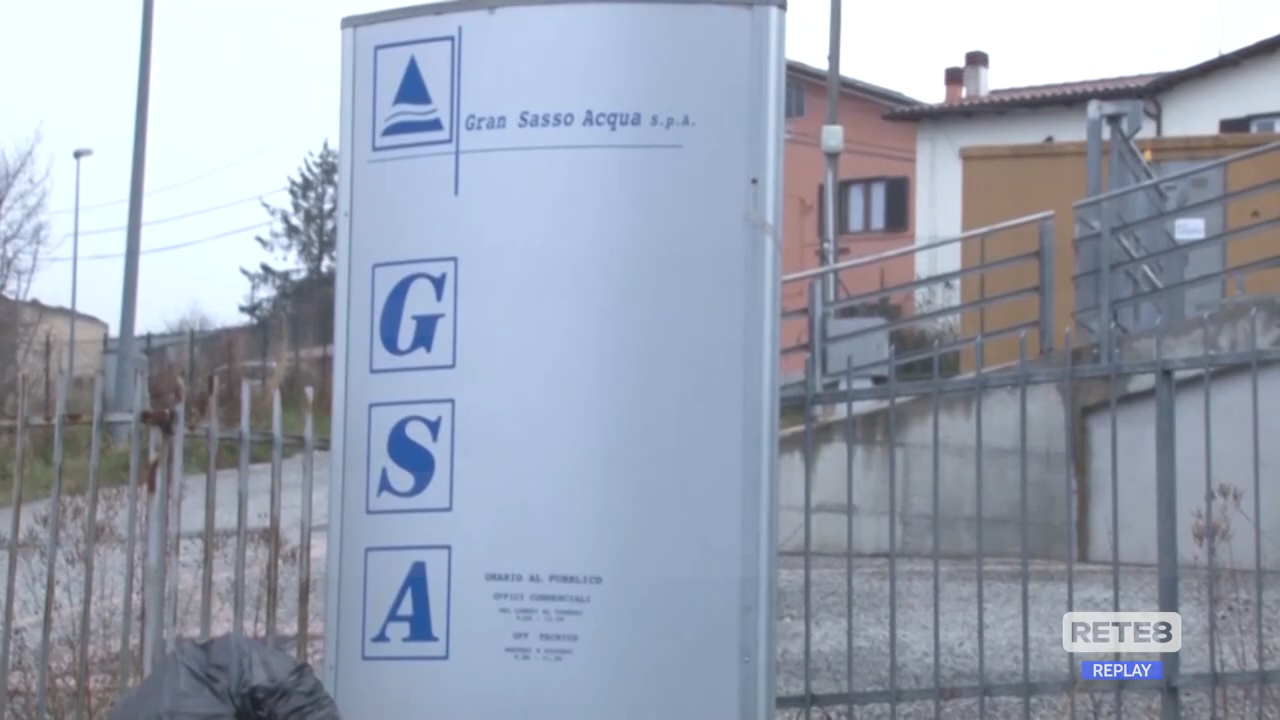 Gran Sasso Acqua S.p.A.
G
S
A
ORARIO AL PUBBLICO
UFFICI COMMERCIALI
UFF TECNICO
RETE8
REPLAY